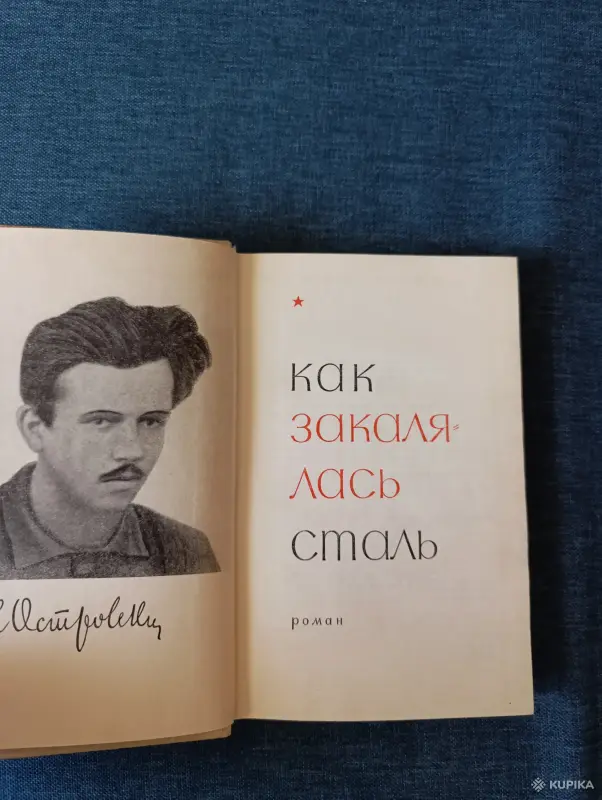 Островский
как
закаля-
лась
сталь
роман
KUPIKA